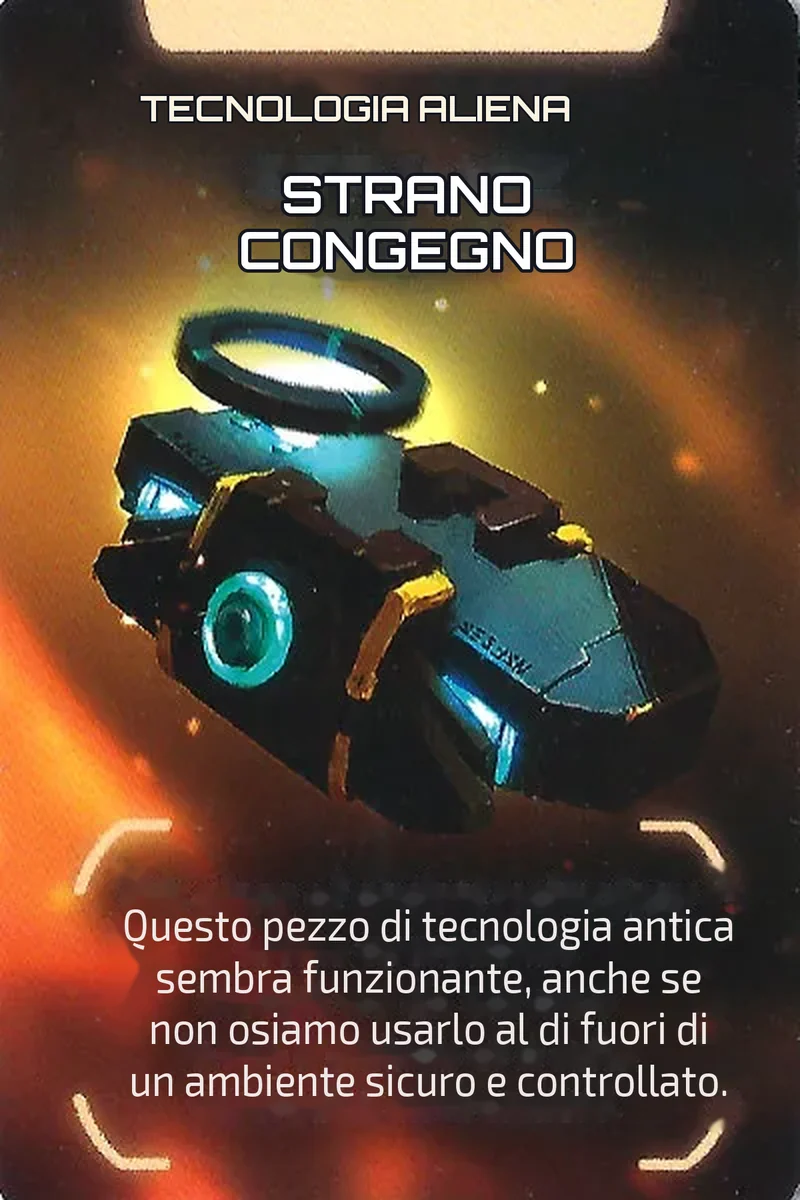 TECNOLOGIA ALIENA
STRANO
CONGEGNO
Questo pezzo di tecnologia antica
sembra funzionante, anche se
non osiamo usarlo al di fuori di
un ambiente sicuro e controllato.